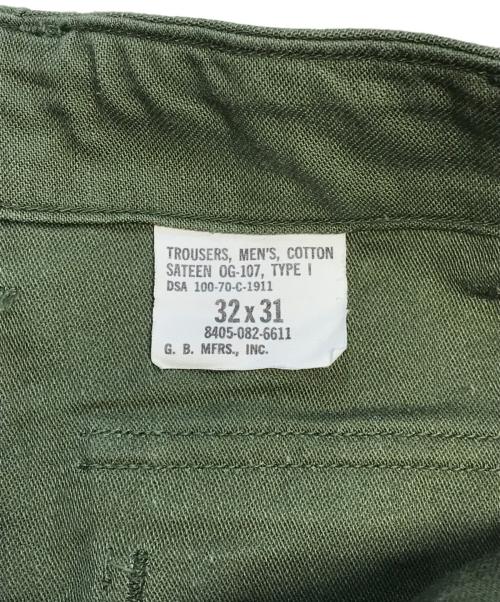 TROUSERS, MEN'S, COTTON
SATEEN OG-107, TYPE I
DSA 100-70-C-1911
32 x 31
8405-082-6611
G. B. MFRS., INC.